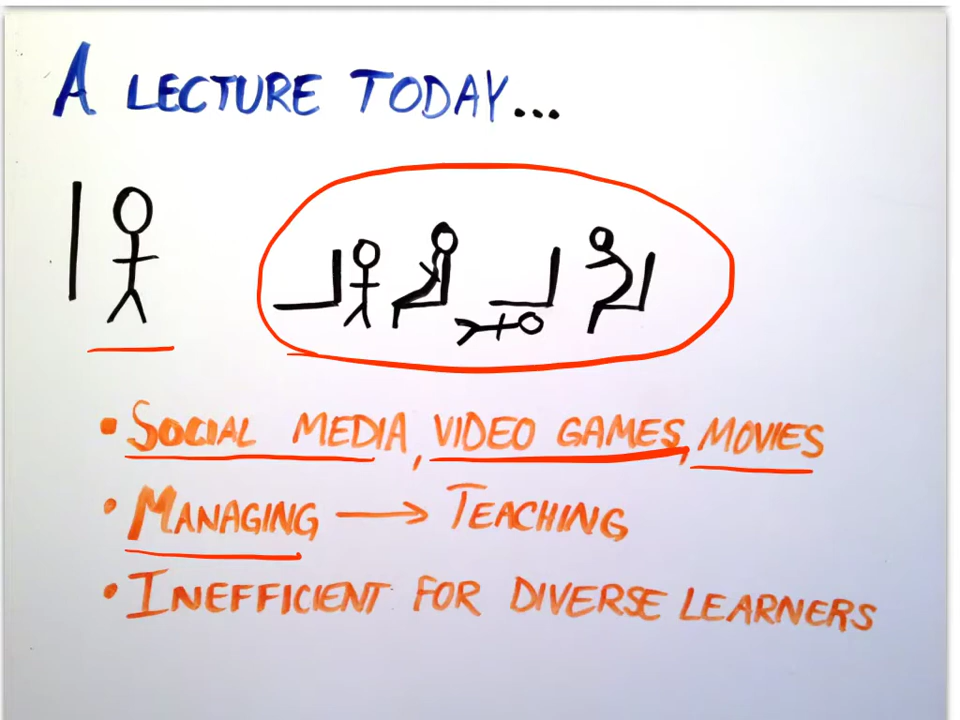 A LECTURE TODAY...
• SOCIAL MEDIA, VIDEO GAMES, MOVIES
• MANAGING → TEACHING
• INEFFICIENT FOR DIVERSE LEARNERS